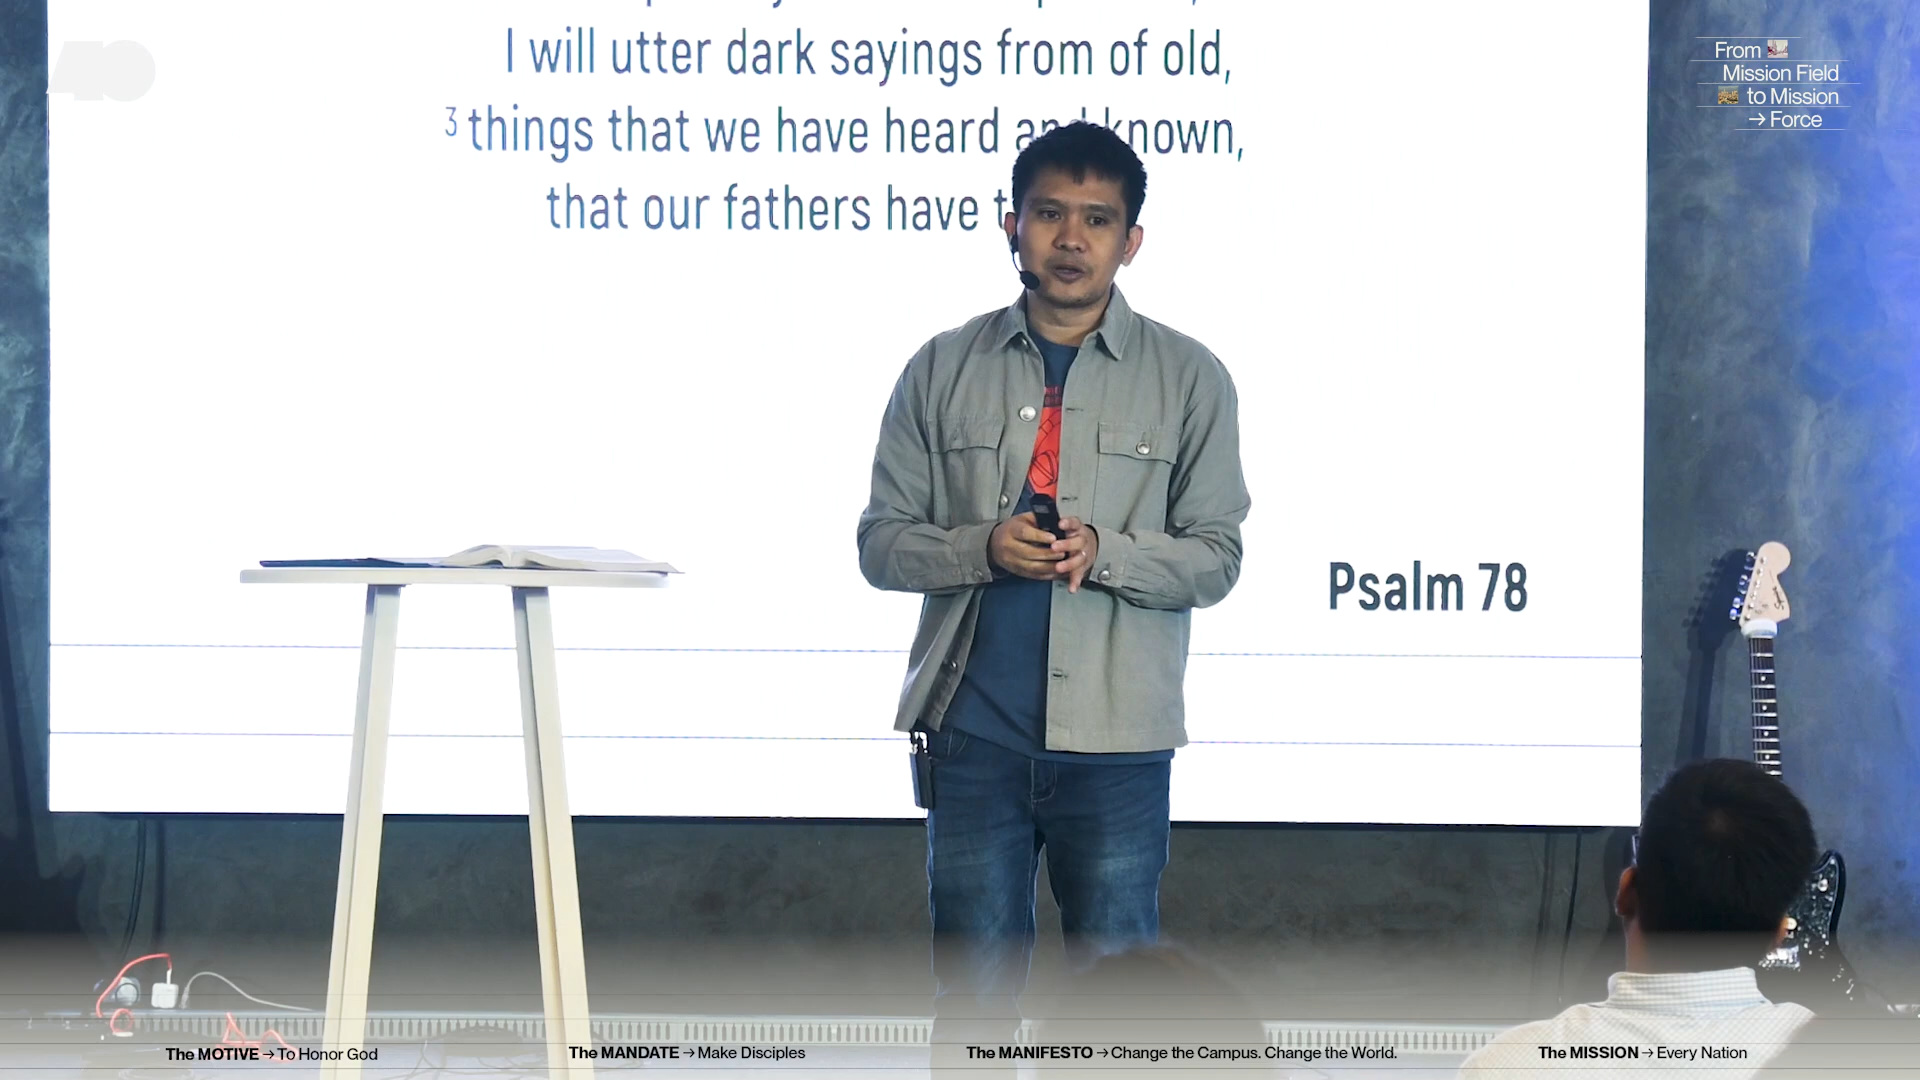 I will utter dark sayings from of old,
3 things that we have heard and known,
that our fathers have
Psalm 78
40
From
Mission Field
to Mission
→ Force
The MOTIVE → To Honor God
The MANDATE → Make Disciples
The MANIFESTO → Change the Campus. Change the World.
The MISSION → Every Nation